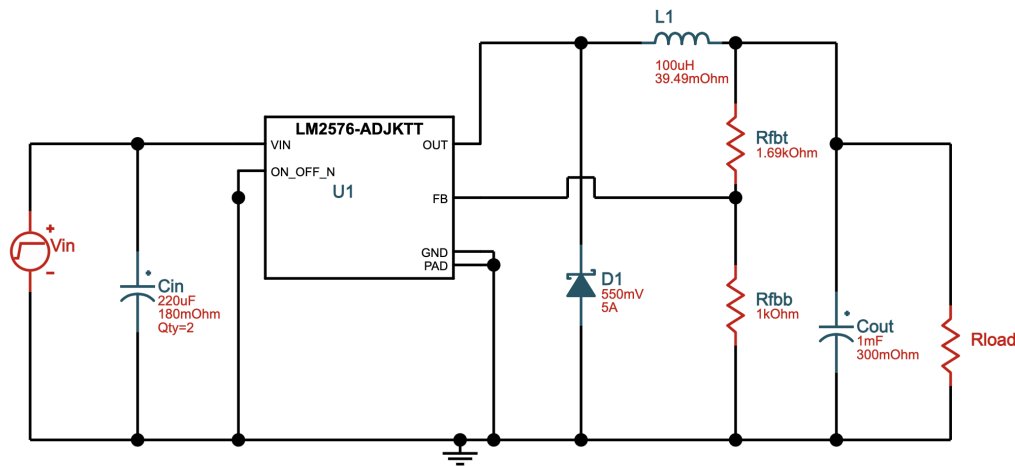 L1
100uH
39.49mOhm
LM2576-ADJKTT
VIN
OUT
ON_OFF_N
U1
FB
GND
PAD
Rfbt
1.69kOhm
+
Vin
-
Cin
220uF
180mOhm
Qty=2
D1
550mV
5A
Rfbb
1kOhm
Cout
1mF
300mOhm
Rload